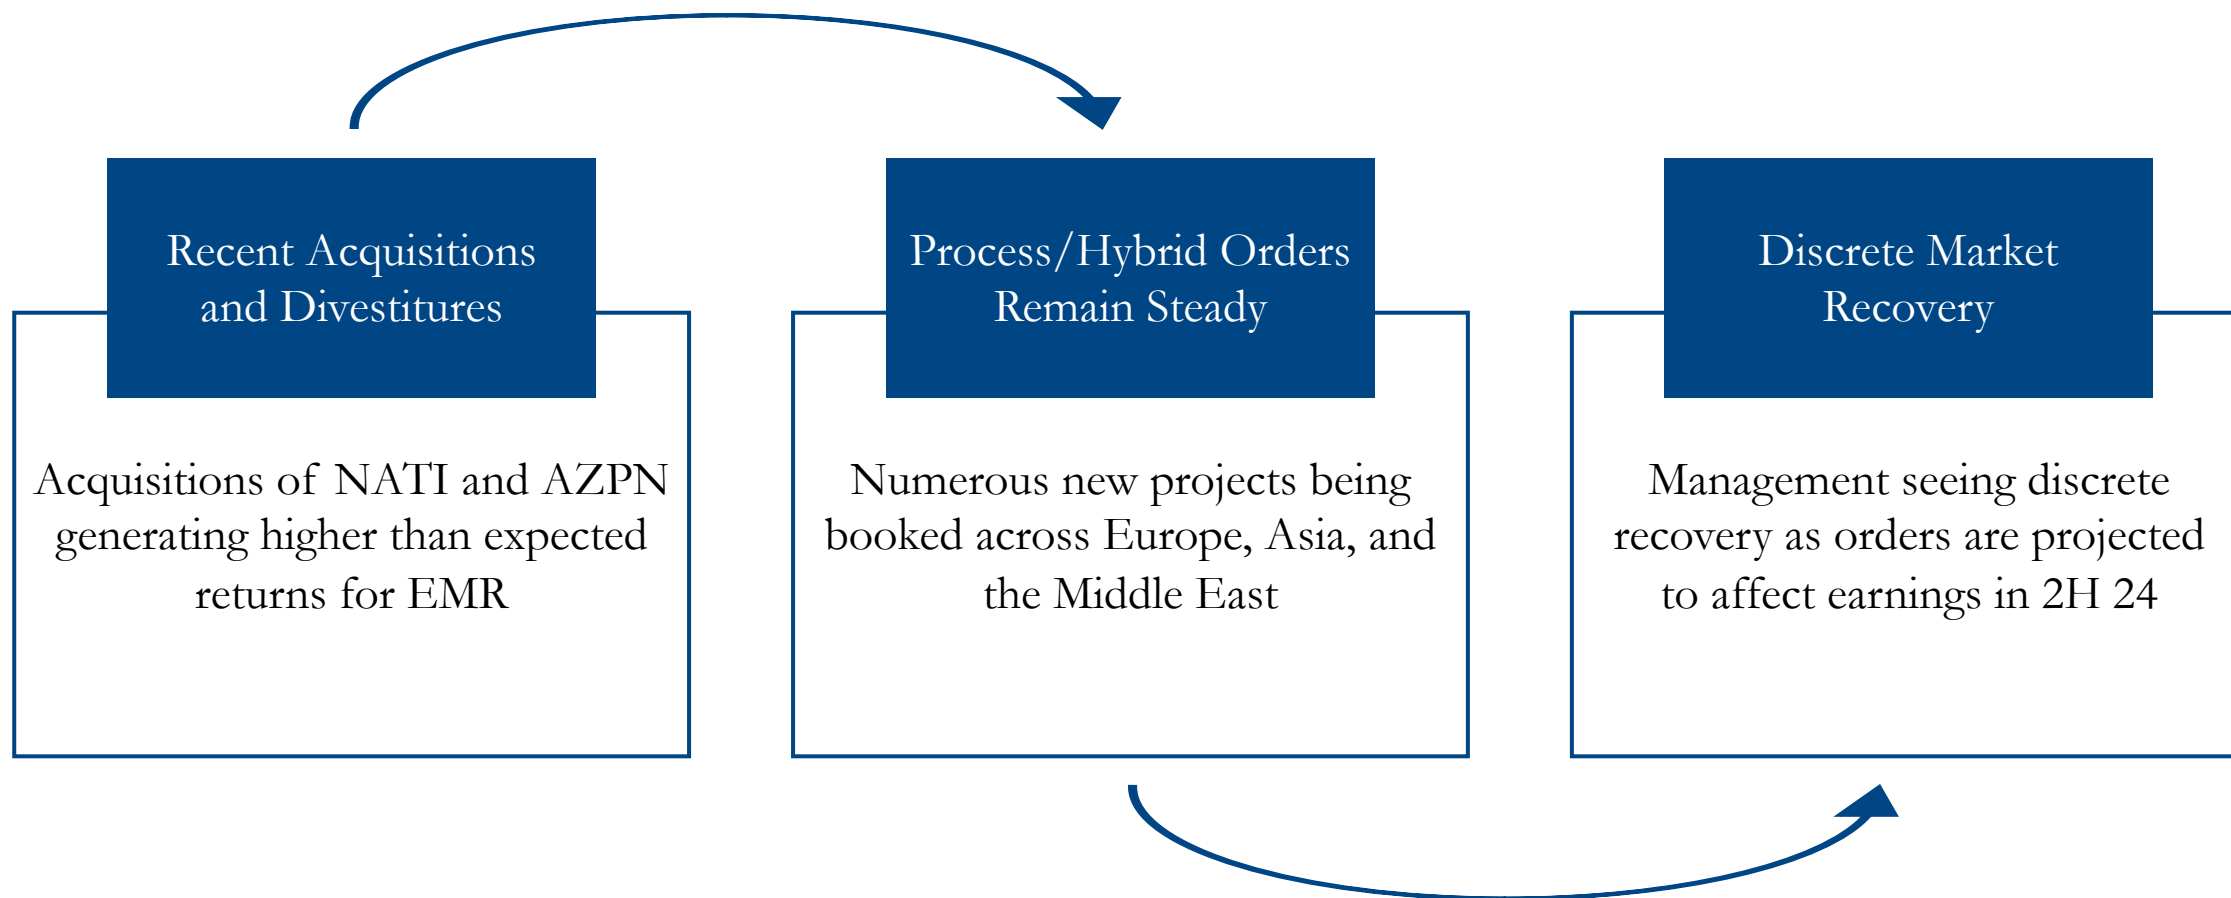 Recent Acquisitions
and Divestitures
Acquisitions of NATI and AZPN
generating higher than expected
returns for EMR
Process/Hybrid Orders
Remain Steady
Numerous new projects being
booked across Europe, Asia, and
the Middle East
Discrete Market
Recovery
Management seeing discrete
recovery as orders are projected
to affect earnings in 2H 24